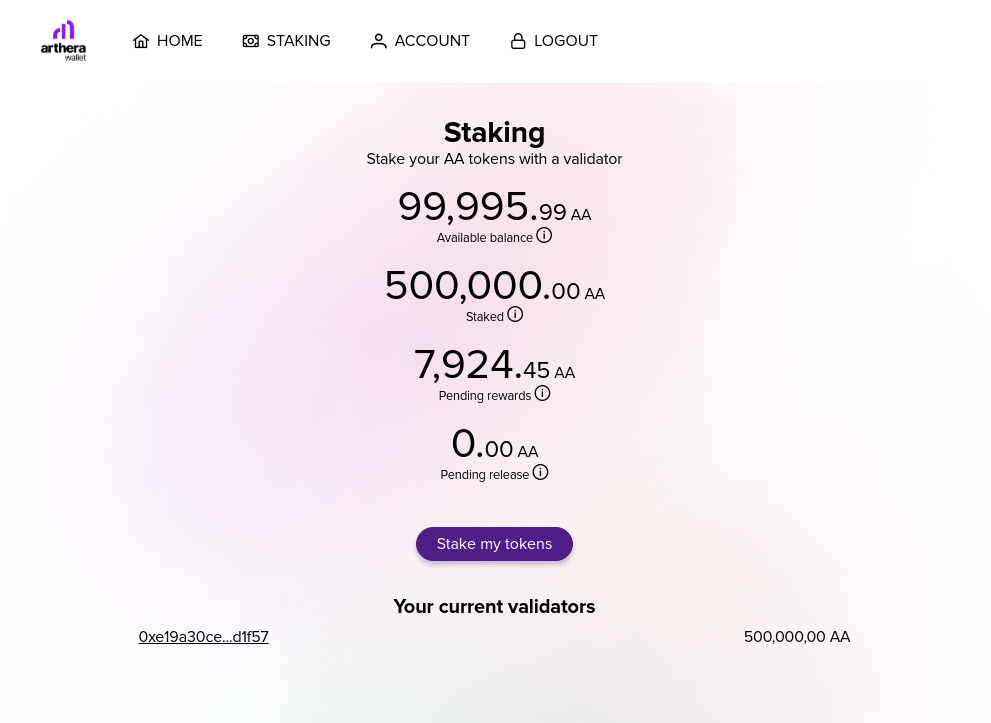 arthera
wallet
HOME STAKING ACCOUNT LOGOUT
Staking
Stake your AA tokens with a validator
99,995.99 AA
Available balance
500,000.00 AA
Staked
7,924.45 AA
Pending rewards
0.00 AA
Pending release
Stake my tokens
Your current validators
0xe19a30ce...d1f57 500,000,00 AA